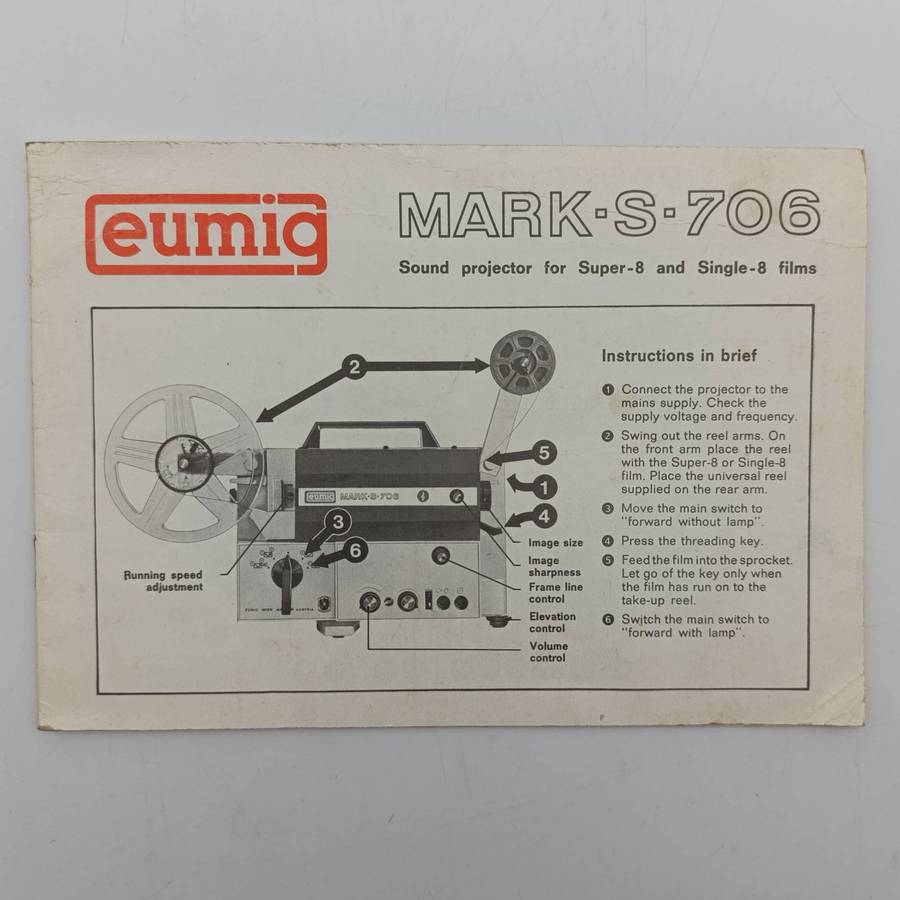 eumig
MARK·S·706
Sound projector for Super-8 and Single-8 films
Instructions in brief
1 Connect the projector to the
mains supply. Check the
supply voltage and frequency.
2 Swing out the reel arms. On
the front arm place the reel
with the Super-8 or Single-8
film. Place the universal reel
supplied on the rear arm.
3 Move the main switch to
"forward without lamp".
4 Press the threading key.
5 Feed the film into the sprocket.
Let go of the key only when
the film has run on to the
take-up reel.
6 Switch the main switch to
"forward with lamp".
2
5
1
4
3
6
eumig MARK·S·706
Running speed
adjustment
Image size
Image
sharpness
Frame line
control
Elevation
control
Volume
control
EUMIG WIEN AUSTRIA